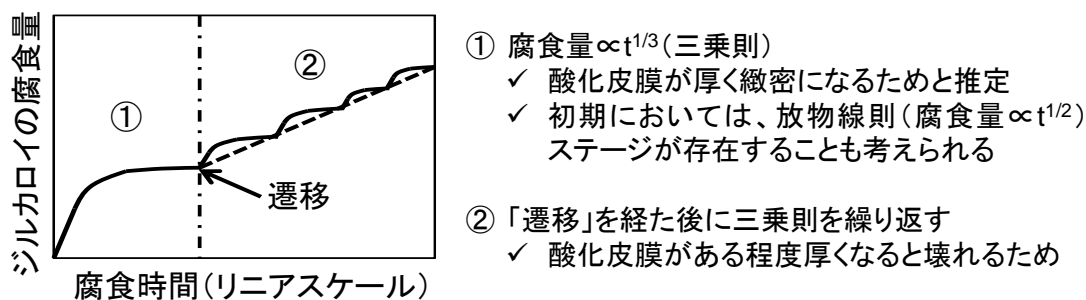 ジルカロイの腐食量
①
②
遷移
腐食時間(リニアスケール)
① 腐食量∝t1/3(三乗則)
✓ 酸化皮膜が厚く緻密になるためと推定
✓ 初期においては、放物線則(腐食量∝t1/2)
ステージが存在することも考えられる
② 「遷移」を経た後に三乗則を繰り返す
✓ 酸化皮膜がある程度厚くなると壊れるため